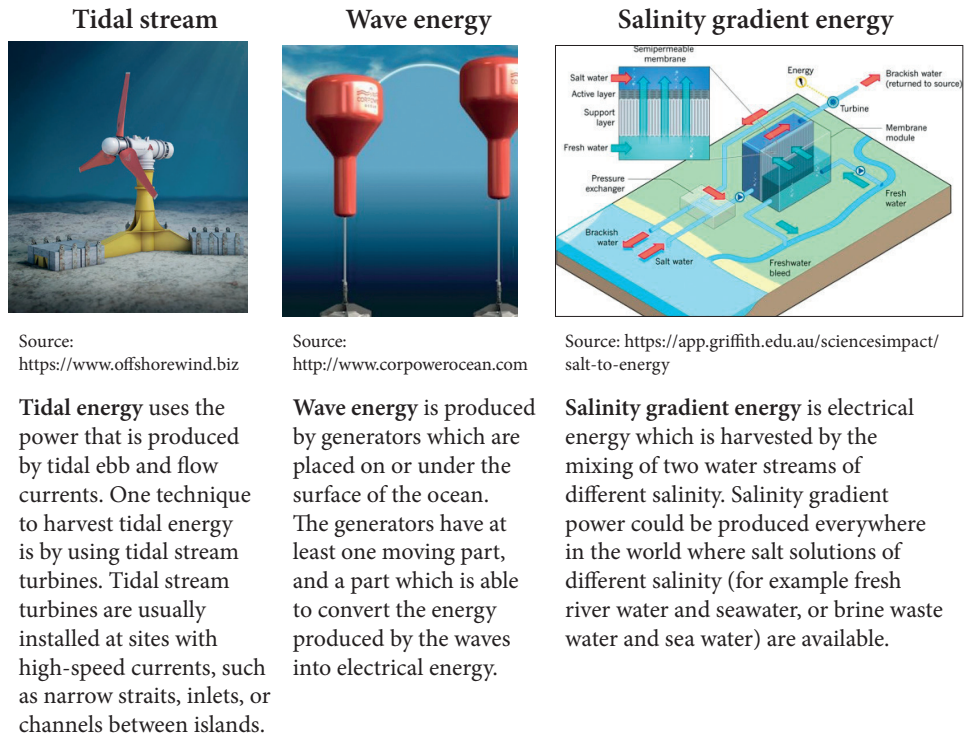 Tidal stream
Wave energy
Salinity gradient energy
Semipermeable
membrane
Salt water
Active layer
Support
layer
Fresh water
Energy
Brackish water
(returned to source)
Turbine
Membrane
module
Pressure
exchanger
Fresh
water
Brackish
water
Salt water
Freshwater
bleed
Source:
https://www.offshorewind.biz
Source:
http://www.corpowerocean.com
Source: https://app.griffith.edu.au/sciencesimpact/
salt-to-energy
Tidal energy uses the
power that is produced
by tidal ebb and flow
currents. One technique
to harvest tidal energy
is by using tidal stream
turbines. Tidal stream
turbines are usually
installed at sites with
high-speed currents, such
as narrow straits, inlets, or
channels between islands.
Wave energy is produced
by generators which are
placed on or under the
surface of the ocean.
The generators have at
least one moving part,
and a part which is able
to convert the energy
produced by the waves
into electrical energy.
Salinity gradient energy is electrical
energy which is harvested by the
mixing of two water streams of
different salinity. Salinity gradient
power could be produced everywhere
in the world where salt solutions of
different salinity (for example fresh
river water and seawater, or brine waste
water and sea water) are available.